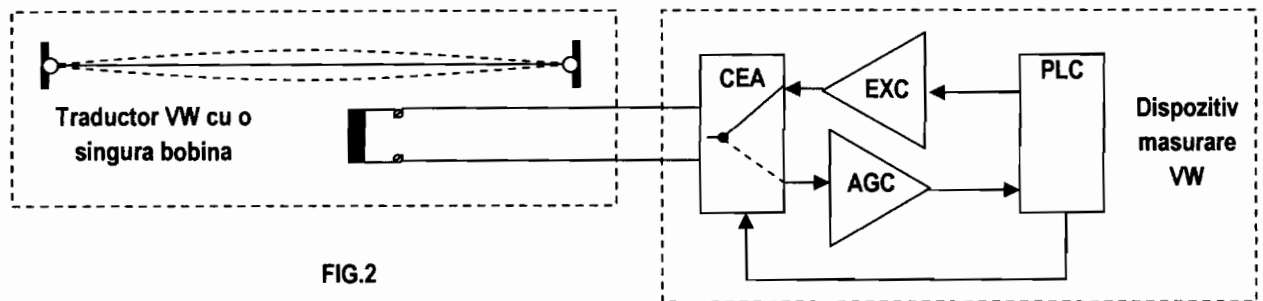 CEA
EXC
PLC
Traductor VW cu o
singura bobina
Dispozitiv
masurare
VW
AGC
FIG.2